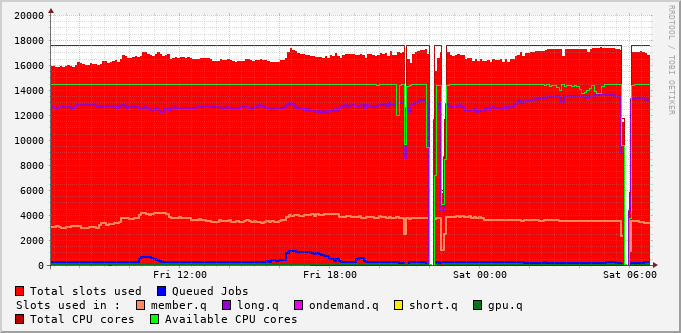 RRDTOOL / TOBI OETIKER
20000
18000
16000
14000
12000
10000
8000
6000
4000
2000
0
Fri 12:00 Fri 18:00 Sat 00:00 Sat 06:00
Total slots used Queued Jobs
Slots used in : member.q long.q ondemand.q short.q gpu.q
Total CPU cores Available CPU cores